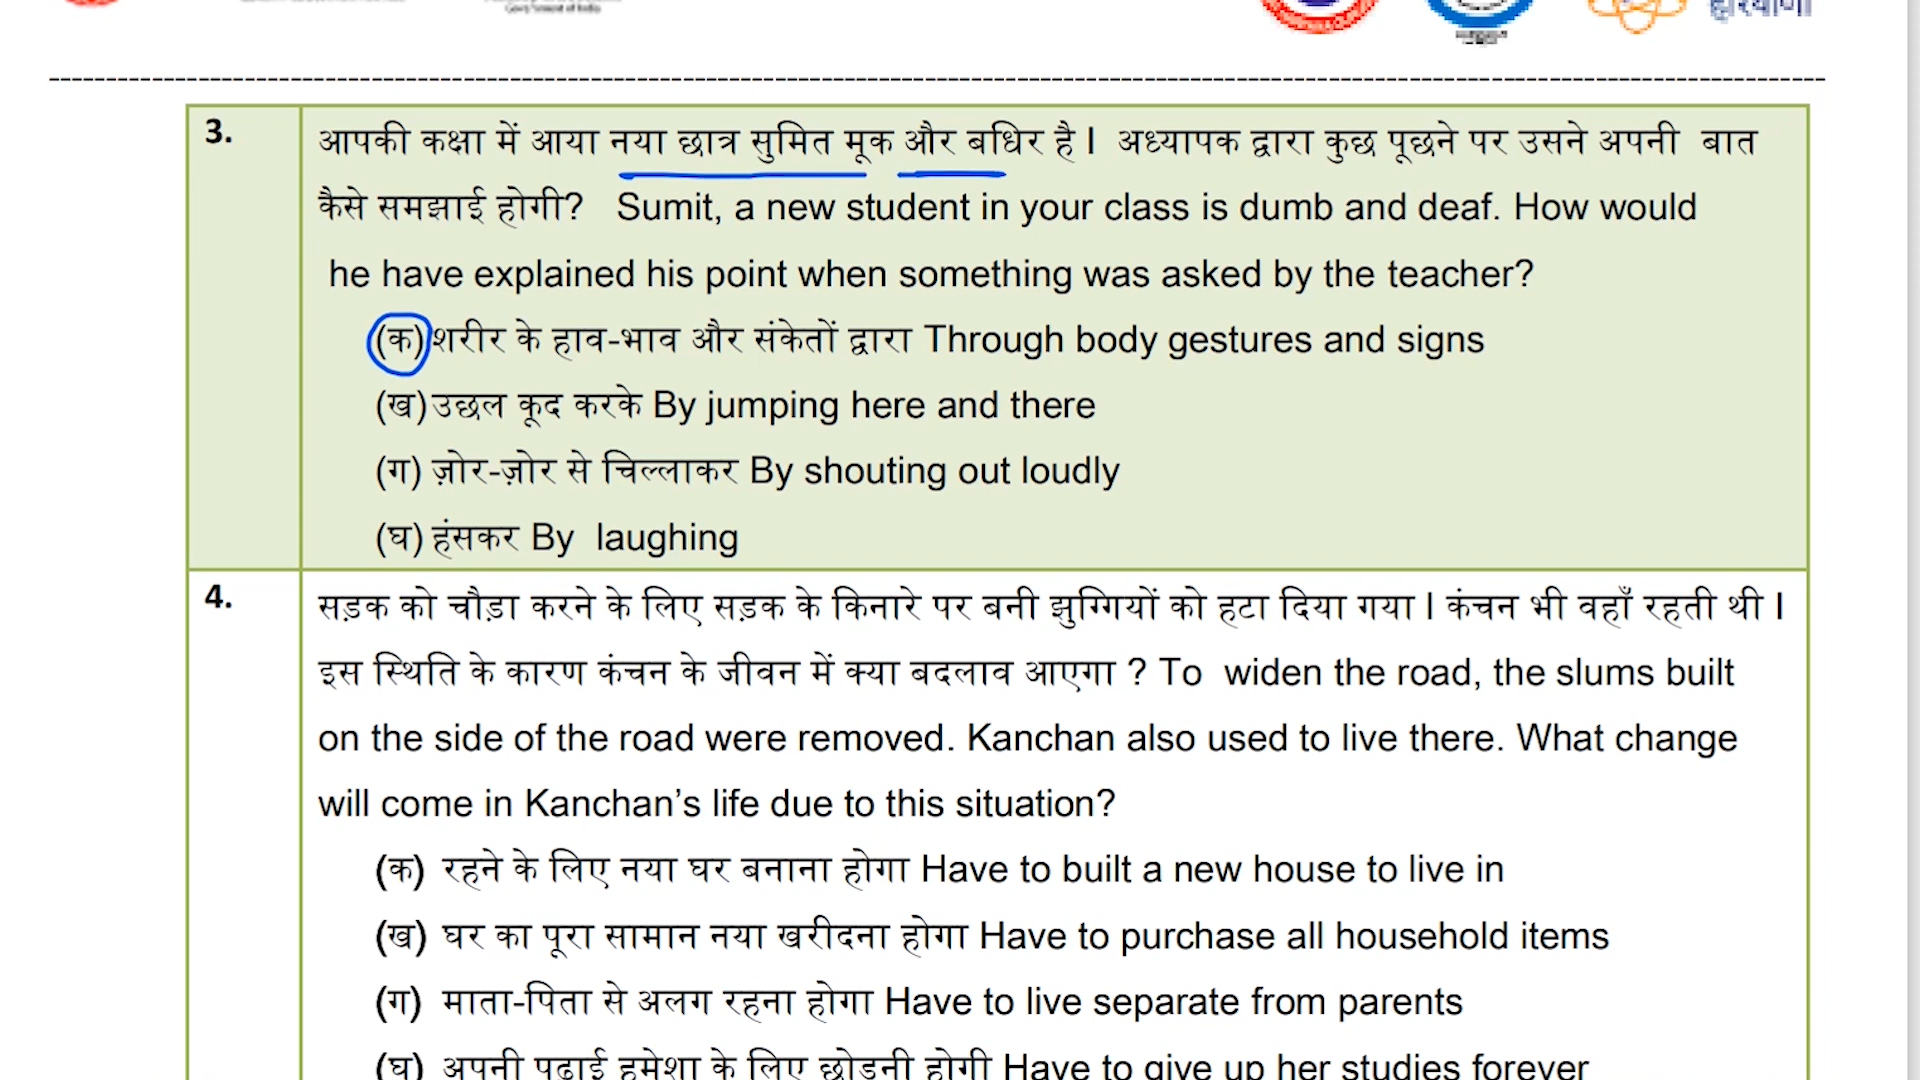 Government of India
हरियाणा
3.
आपकी कक्षा में आया नया छात्र सुमित मूक और बधिर है I अध्यापक द्वारा कुछ पूछने पर उसने अपनी बात
कैसे समझाई होगी? Sumit, a new student in your class is dumb and deaf. How would
he have explained his point when something was asked by the teacher?
(क) शरीर के हाव-भाव और संकेतों द्वारा Through body gestures and signs
(ख) उछल कूद करके By jumping here and there
(ग) ज़ोर-ज़ोर से चिल्लाकर By shouting out loudly
(घ) हंसकर By laughing
4.
सड़क को चौड़ा करने के लिए सड़क के किनारे पर बनी झुग्गियों को हटा दिया गया I कंचन भी वहाँ रहती थी I
इस स्थिति के कारण कंचन के जीवन में क्या बदलाव आएगा ? To widen the road, the slums built
on the side of the road were removed. Kanchan also used to live there. What change
will come in Kanchan’s life due to this situation?
(क) रहने के लिए नया घर बनाना होगा Have to built a new house to live in
(ख) घर का पूरा सामान नया खरीदना होगा Have to purchase all household items
(ग) माता-पिता से अलग रहना होगा Have to live separate from parents
(घ) अपनी पढ़ाई हमेशा के लिए छोड़नी होगी Have to give up her studies forever